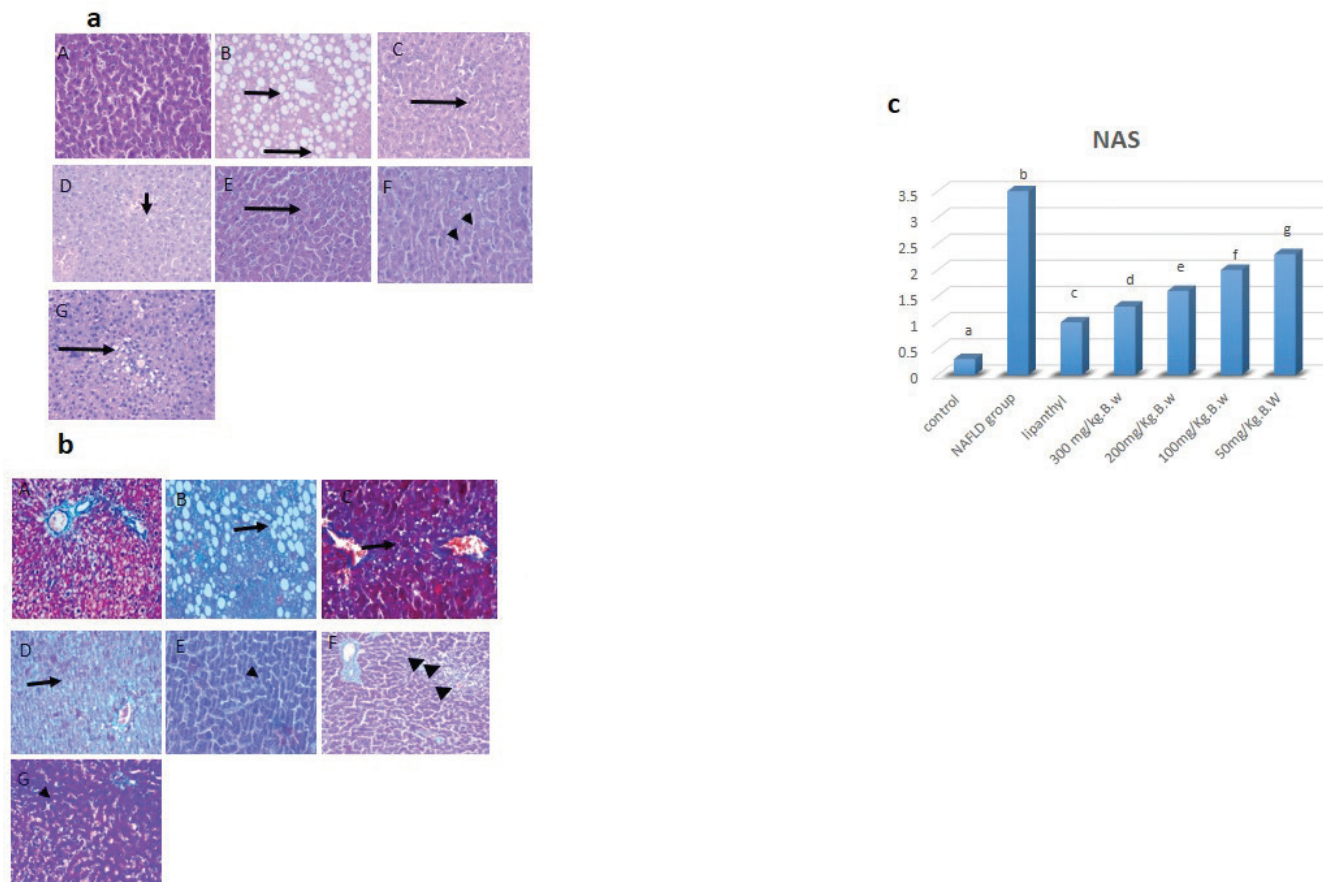 a
A
B
C
D
E
F
G
b
A
B
C
D
E
F
G
c
NAS
3.5
3
2.5
2
1.5
1
0.5
0
a
b
c
d
e
f
g
control
NAFLD group
lipanthyl
300 mg/kg.B.w
200mg/Kg.B.w
100mg/Kg.B.w
50mg/Kg.B.W